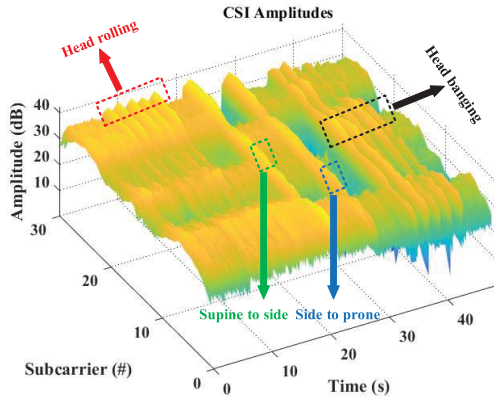 CSI Amplitudes
Head rolling
Head banging
Amplitude (dB)
40
30
20
10
30
20
10
0
Subcarrier (#)
Supine to side
Side to prone
0
10
20
30
40
Time (s)